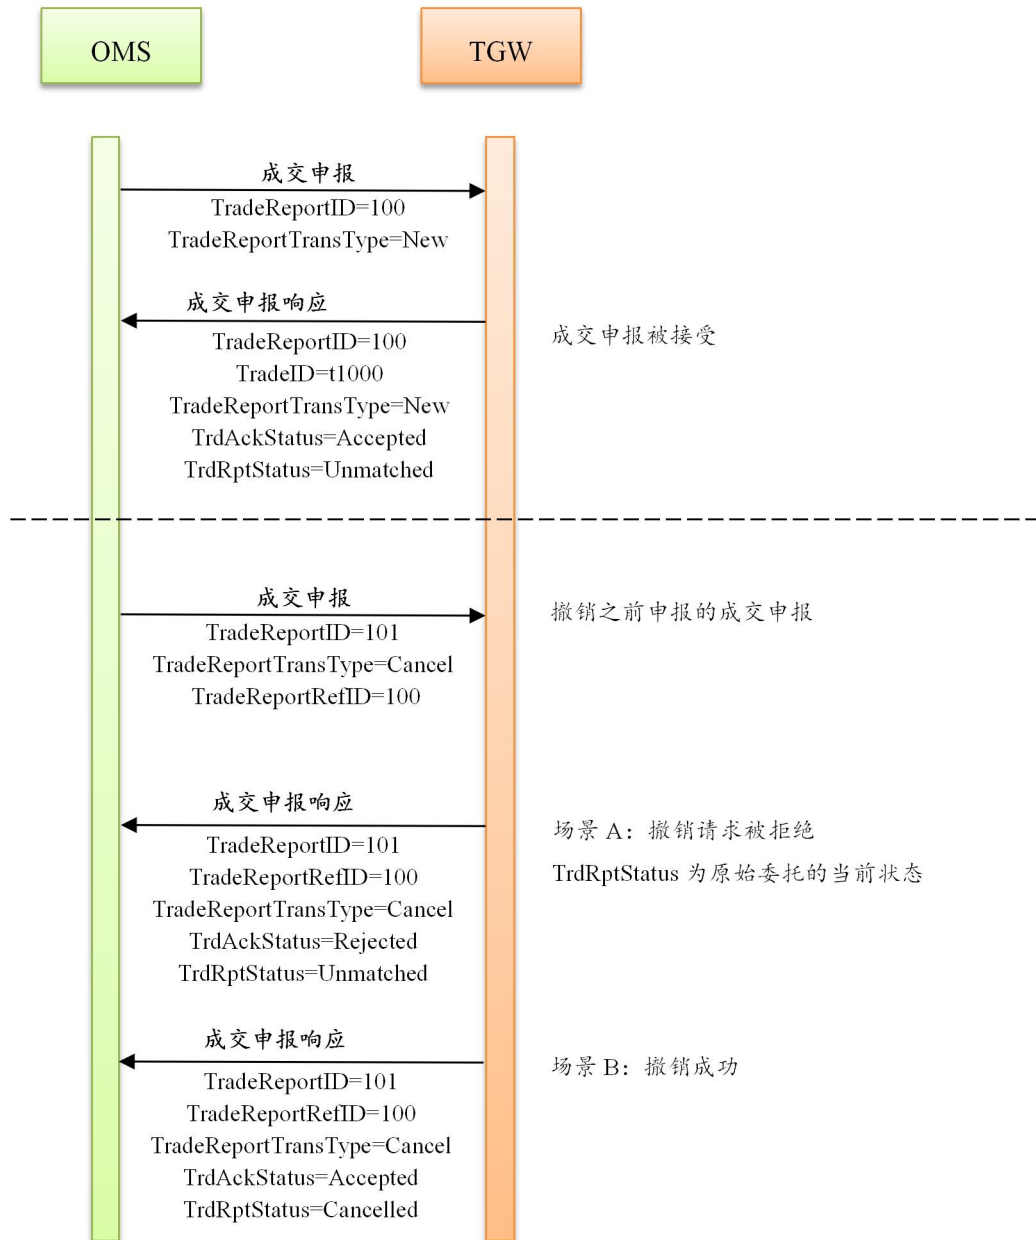 OMS
TGW
成交申报
TradeReportID=100
TradeReportTransType=New
成交申报响应
成交申报被接受
TradeReportID=100
TradeID=t1000
TradeReportTransType=New
TrdAckStatus=Accepted
TrdRptStatus=Unmatched
成交申报
撤销之前申报的成交申报
TradeReportID=101
TradeReportTransType=Cancel
TradeReportRefID=100
成交申报响应
场景 A：撤销请求被拒绝
TradeReportID=101
TrdRptStatus 为原始委托的当前状态
TradeReportRefID=100
TradeReportTransType=Cancel
TrdAckStatus=Rejected
TrdRptStatus=Unmatched
成交申报响应
场景 B：撤销成功
TradeReportID=101
TradeReportRefID=100
TradeReportTransType=Cancel
TrdAckStatus=Accepted
TrdRptStatus=Cancelled